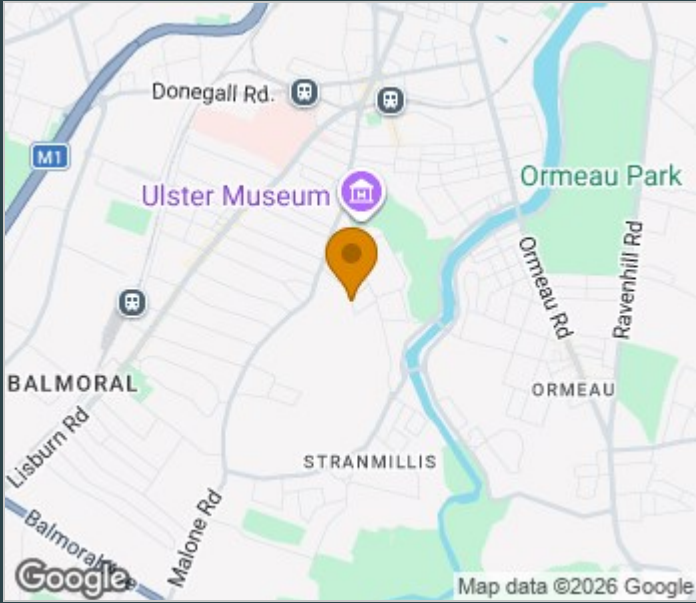 Donegall Rd.
M1
Ulster Museum
Ormeau Park
Ormeau Rd
Ravenhill Rd
BALMORAL
ORMEAU
Lisburn Rd
STRANMILLIS
Malone Rd
Balmoral Ave
Google
Map data ©2026 Google